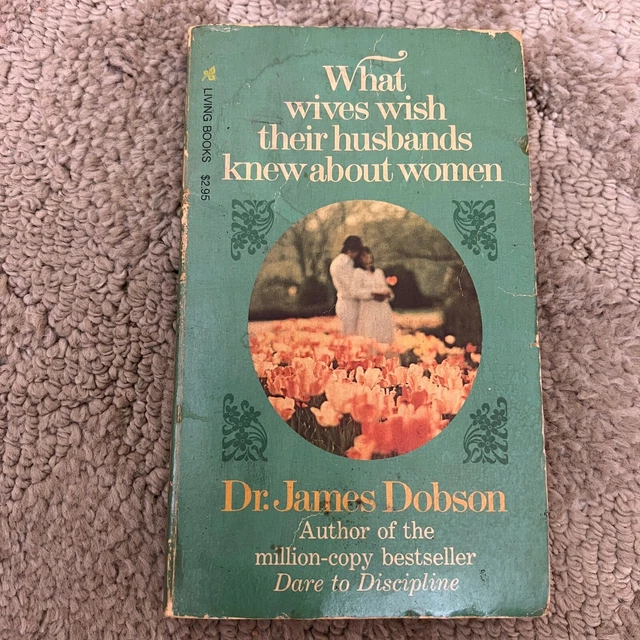 LIVING BOOKS $2.95
What
wives wish
their husbands
knew about women
Dr. James Dobson
Author of the
million-copy bestseller
Dare to Discipline